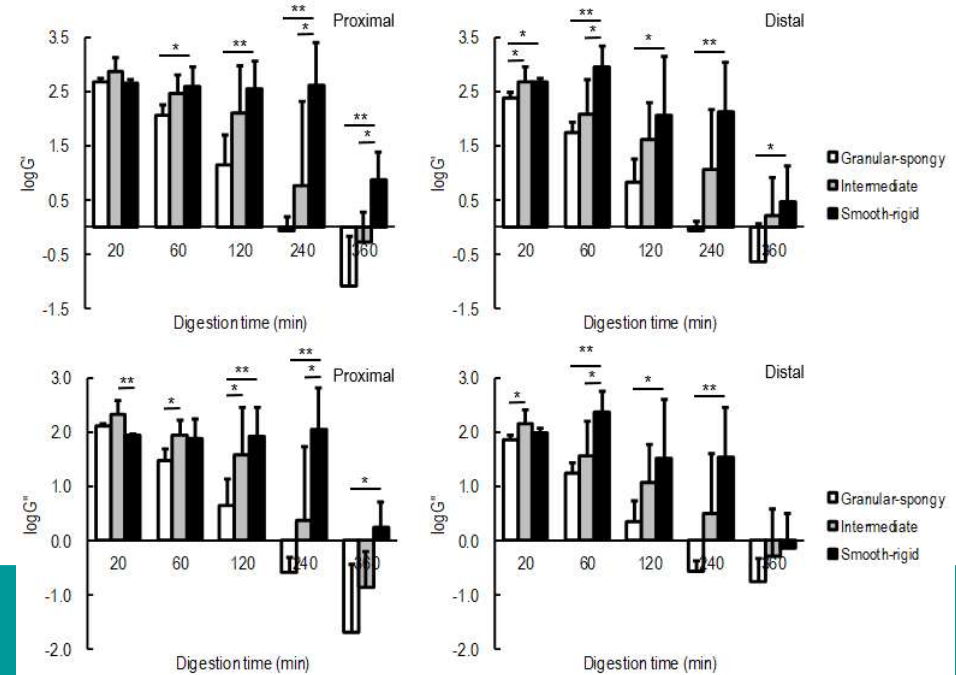 ** Proximal
*
* **
**
*
3.5
2.5
1.5
0.5
-0.5
-1.5
logG'
20 60 120 240 360
Digestion time (min)
** Distal
*
*
*
* **
*
3.5
2.5
1.5
0.5
-0.5
-1.5
logG'
20 60 120 240 360
Digestion time (min)
Granular-spongy
Intermediate
Smooth-rigid
** Proximal
*
**
*
**
*
*
3.0
2.0
1.0
0.0
-1.0
-2.0
logG"
20 60 120 240 360
Digestion time (min)
** Distal
*
*
* **
3.0
2.0
1.0
0.0
-1.0
-2.0
logG"
20 60 120 240 360
Digestion time (min)
Granular-spongy
Intermediate
Smooth-rigid